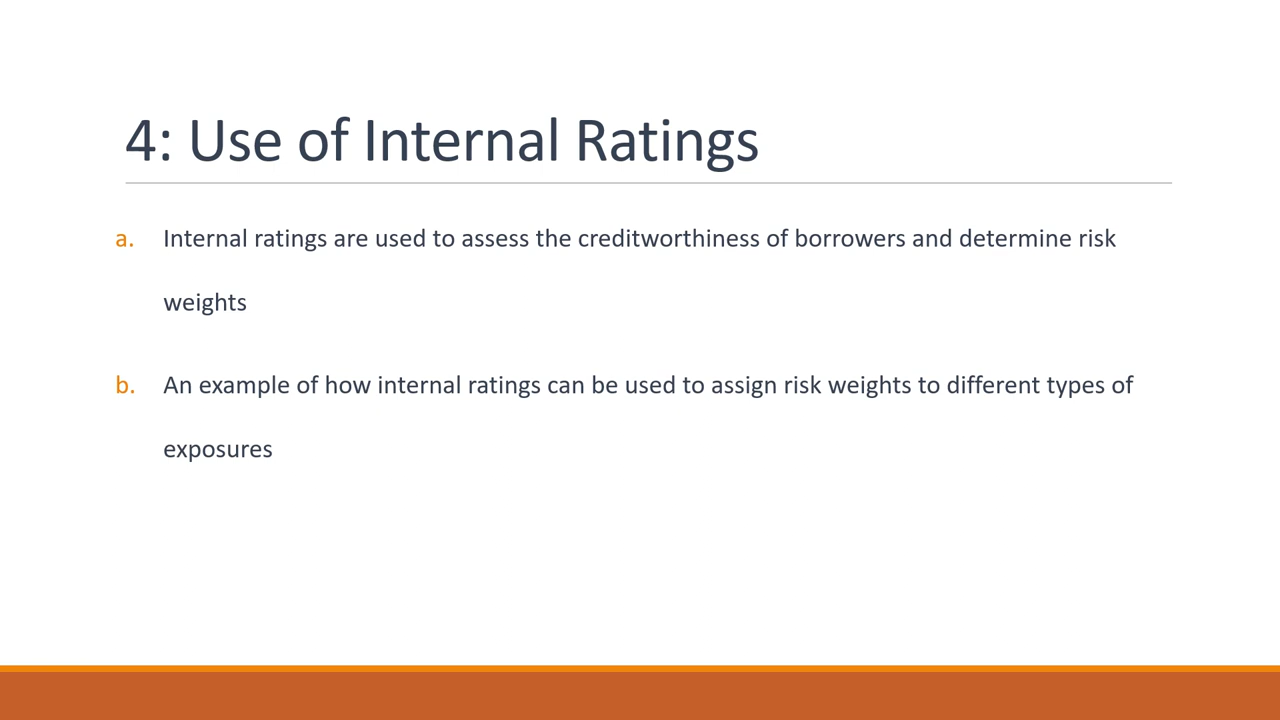 4: Use of Internal Ratings
a. Internal ratings are used to assess the creditworthiness of borrowers and determine risk
weights
b. An example of how internal ratings can be used to assign risk weights to different types of
exposures